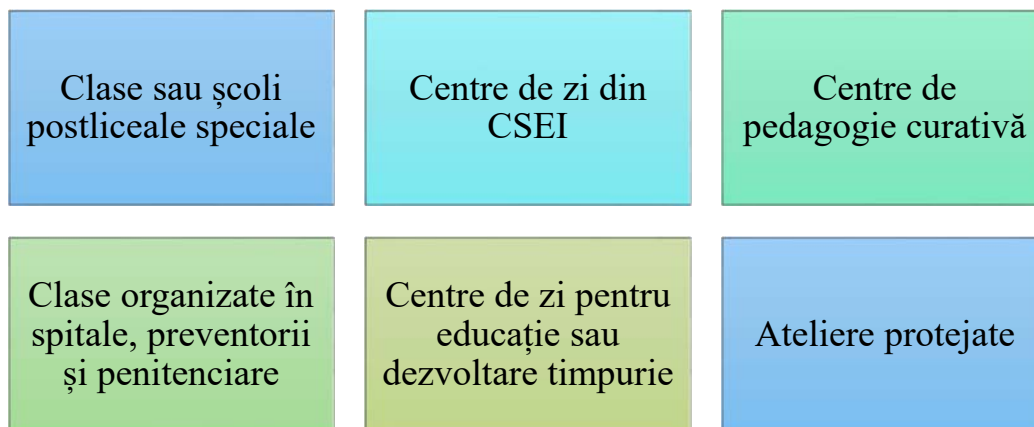 Clase sau școli
postliceale speciale
Centre de zi din
CSEI
Centre de
pedagogie curativă
Clase organizate în
spitale, preventorii
și penitenciare
Centre de zi pentru
educație sau
dezvoltare timpurie
Ateliere protejate